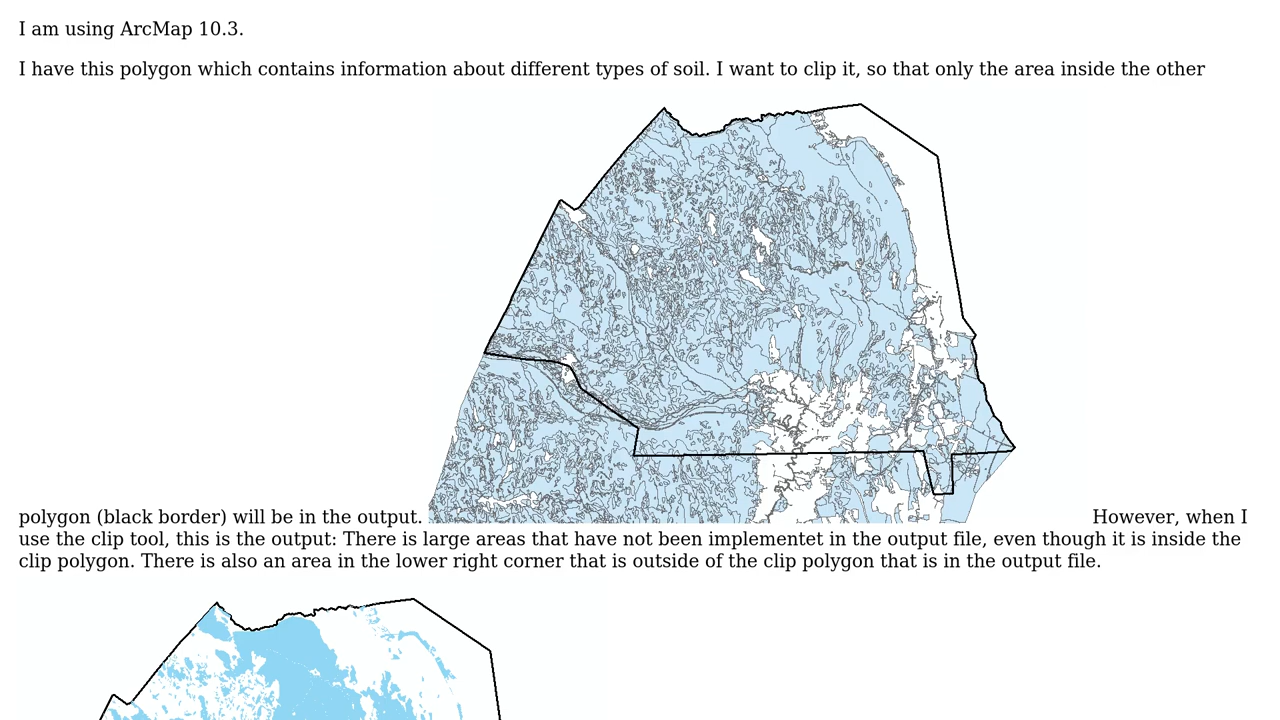 I am using ArcMap 10.3.
I have this polygon which contains information about different types of soil. I want to clip it, so that only the area inside the other
polygon (black border) will be in the output. However, when I
use the clip tool, this is the output: There is large areas that have not been implementet in the output file, even though it is inside the
clip polygon. There is also an area in the lower right corner that is outside of the clip polygon that is in the output file.